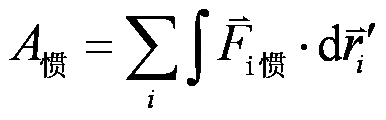 A惯 = ∑i ∫ F⃗i惯 · dr⃗i′